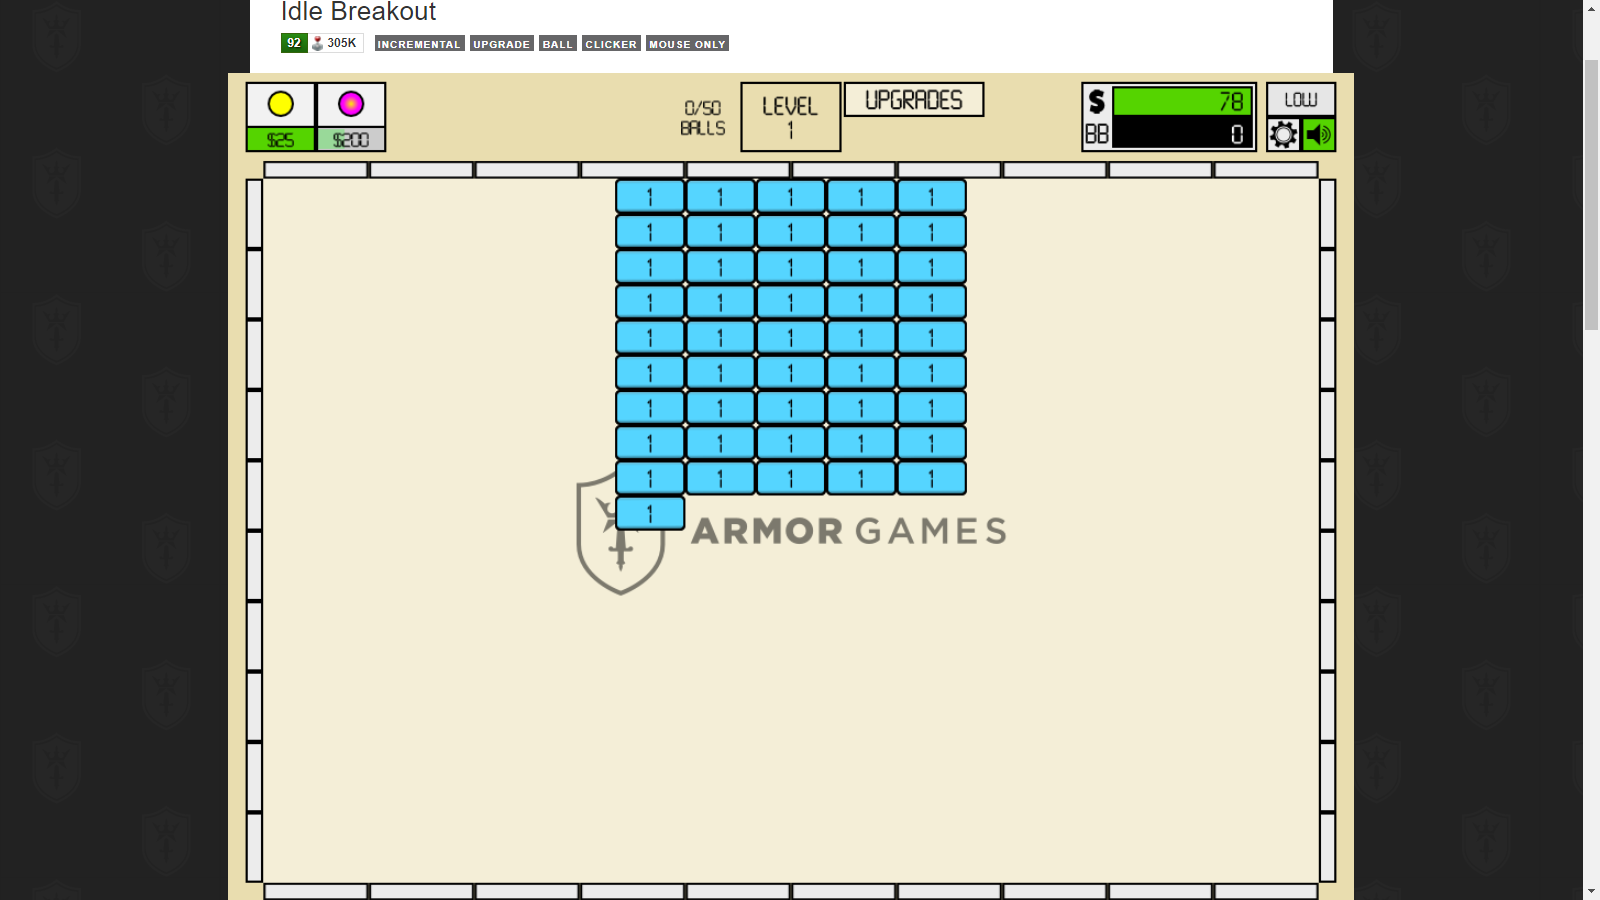 Idle Breakout
92 305K INCREMENTAL UPGRADE BALL CLICKER MOUSE ONLY
$25 $200
0/50 BALLS
LEVEL 1
UPGRADES
$ 78
BB 0
LOW
1 1 1 1 1
1 1 1 1 1
1 1 1 1 1
1 1 1 1 1
1 1 1 1 1
1 1 1 1 1
1 1 1 1 1
1 1 1 1 1
1 1 1 1 1
1
ARMOR GAMES